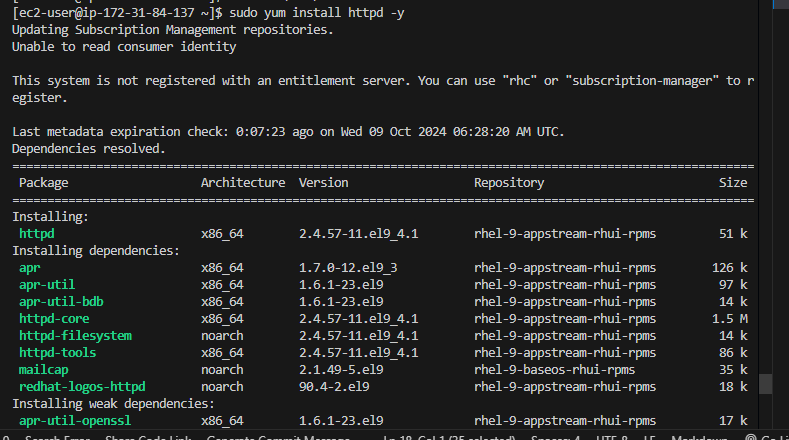 [ec2-user@ip-172-31-84-137 ~]$ sudo yum install httpd -y
Updating Subscription Management repositories.
Unable to read consumer identity
This system is not registered with an entitlement server. You can use "rhc" or "subscription-manager" to r
egister.
Last metadata expiration check: 0:07:23 ago on Wed 09 Oct 2024 06:28:20 AM UTC.
Dependencies resolved.
================================================================================
Package Architecture Version Repository Size
================================================================================
Installing:
httpd x86_64 2.4.57-11.el9_4.1 rhel-9-appstream-rhui-rpms 51 k
Installing dependencies:
apr x86_64 1.7.0-12.el9_3 rhel-9-appstream-rhui-rpms 126 k
apr-util x86_64 1.6.1-23.el9 rhel-9-appstream-rhui-rpms 97 k
apr-util-bdb x86_64 1.6.1-23.el9 rhel-9-appstream-rhui-rpms 14 k
httpd-core x86_64 2.4.57-11.el9_4.1 rhel-9-appstream-rhui-rpms 1.5 M
httpd-filesystem noarch 2.4.57-11.el9_4.1 rhel-9-appstream-rhui-rpms 14 k
httpd-tools x86_64 2.4.57-11.el9_4.1 rhel-9-appstream-rhui-rpms 86 k
mailcap noarch 2.1.49-5.el9 rhel-9-baseos-rhui-rpms 35 k
redhat-logos-httpd noarch 90.4-2.el9 rhel-9-appstream-rhui-rpms 18 k
Installing weak dependencies:
apr-util-openssl x86_64 1.6.1-23.el9 rhel-9-appstream-rhui-rpms 17 k